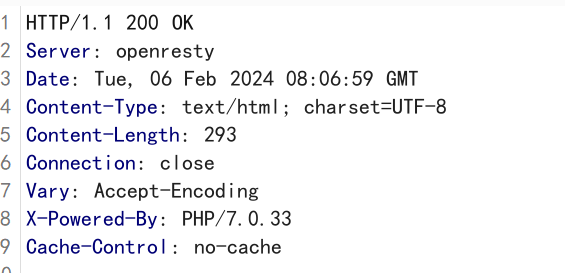 1 HTTP/1.1 200 OK
2 Server: openresty
3 Date: Tue, 06 Feb 2024 08:06:59 GMT
4 Content-Type: text/html; charset=UTF-8
5 Content-Length: 293
6 Connection: close
7 Vary: Accept-Encoding
8 X-Powered-By: PHP/7.0.33
9 Cache-Control: no-cache